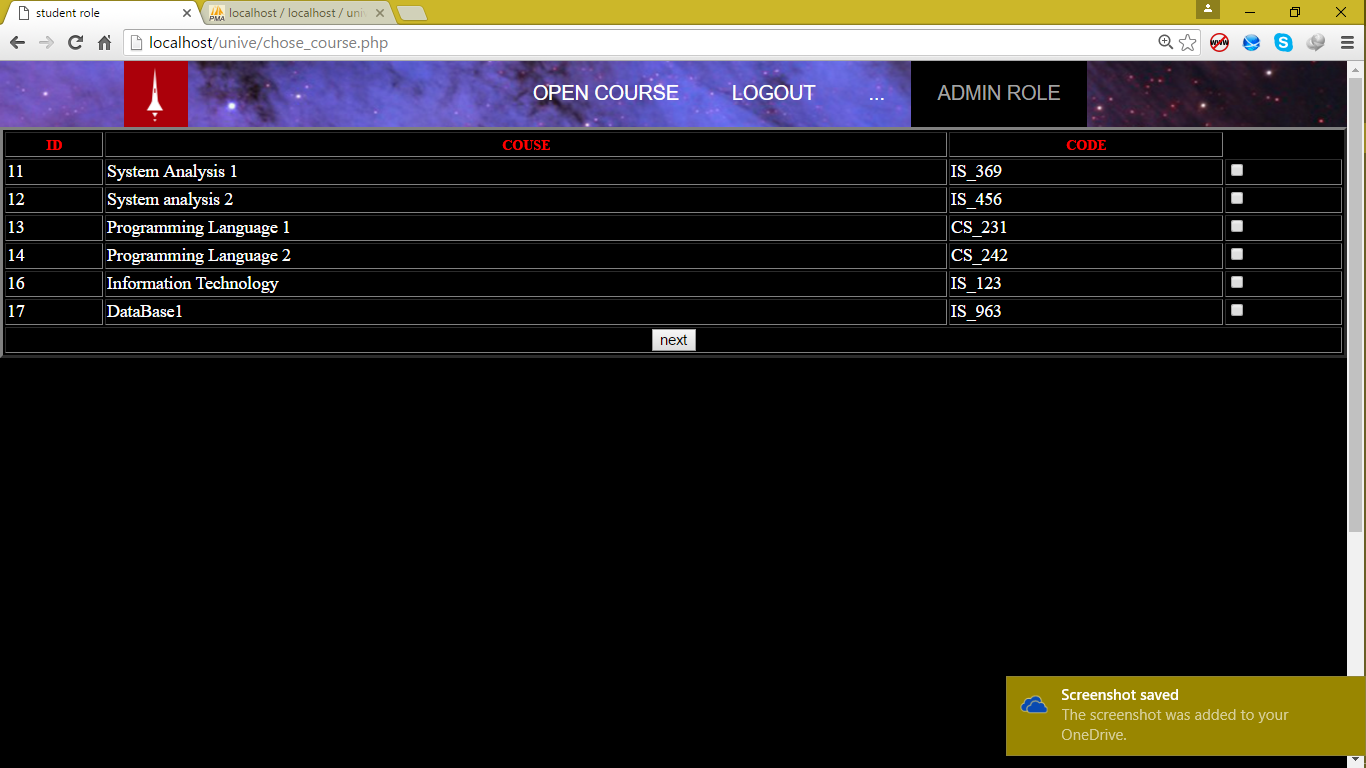 student role
localhost / localhost / univ
localhost/unive/chose_course.php
OPEN COURSE LOGOUT ... ADMIN ROLE
ID COUSE CODE
11 System Analysis 1 IS_369
12 System analysis 2 IS_456
13 Programming Language 1 CS_231
14 Programming Language 2 CS_242
16 Information Technology IS_123
17 DataBase1 IS_963
next
Screenshot saved
The screenshot was added to your
OneDrive.